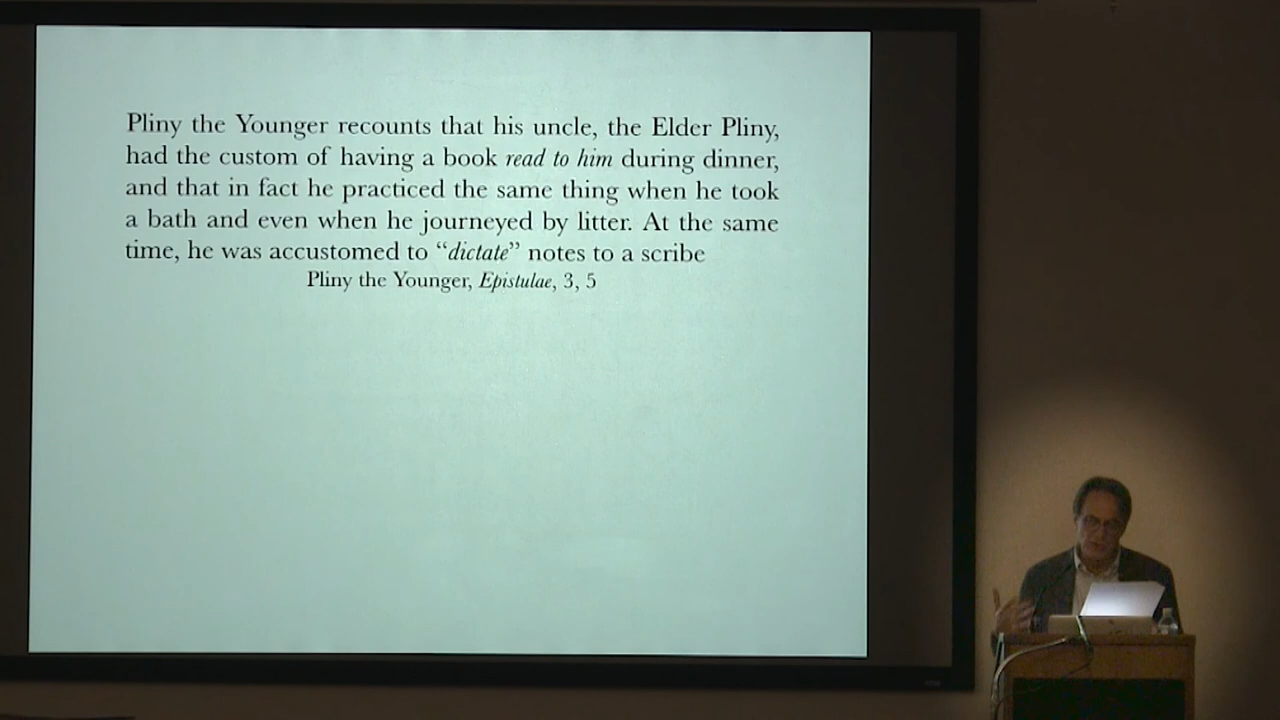 Pliny the Younger recounts that his uncle, the Elder Pliny,
had the custom of having a book read to him during dinner,
and that in fact he practiced the same thing when he took
a bath and even when he journeyed by litter. At the same
time, he was accustomed to “dictate” notes to a scribe
Pliny the Younger, Epistulae, 3, 5